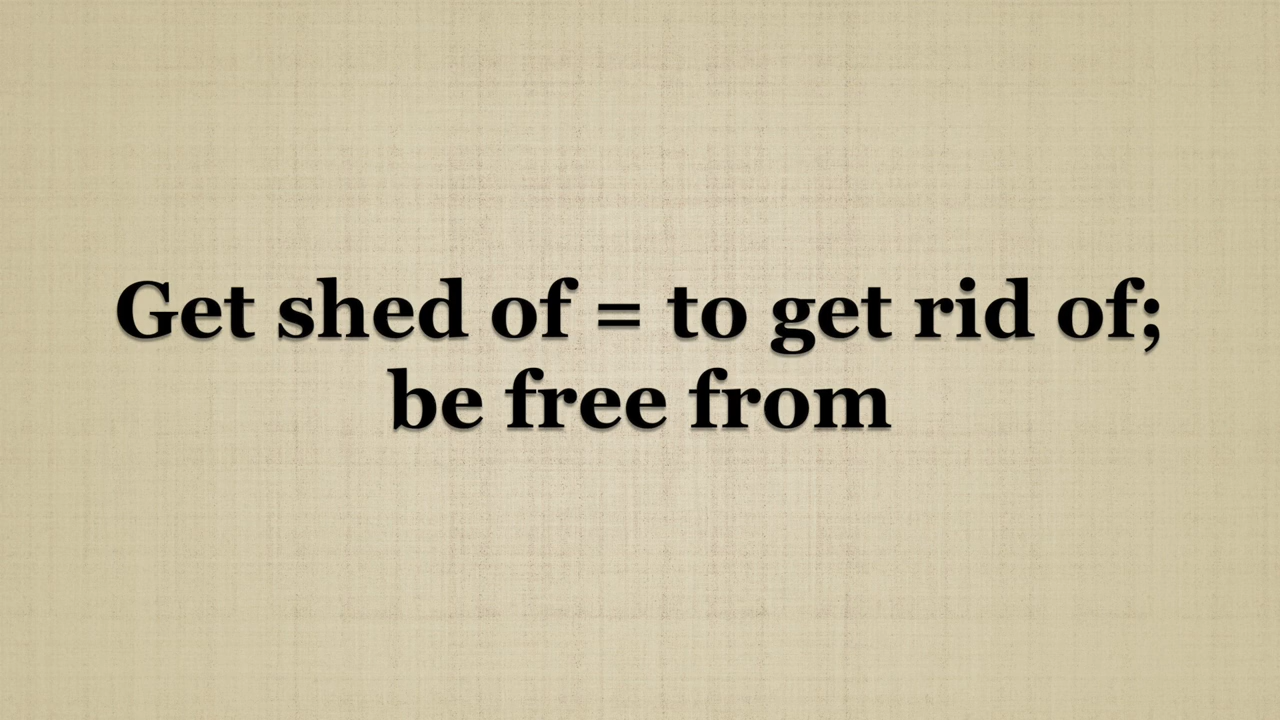 Get shed of = to get rid of;
be free from